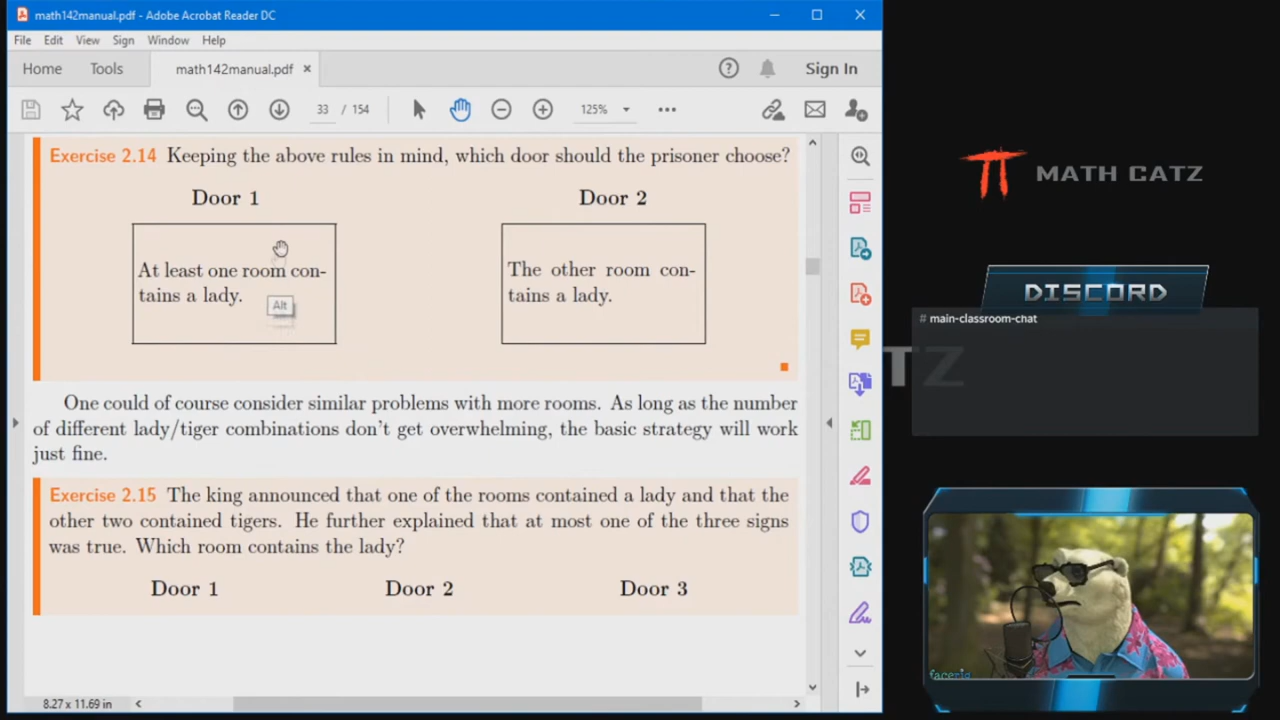 math142manual.pdf - Adobe Acrobat Reader DC
File Edit View Sign Window Help
Home Tools math142manual.pdf × Sign In
33 / 154 125%
Exercise 2.14 Keeping the above rules in mind, which door should the prisoner choose?
Door 1 Door 2
At least one room con-
tains a lady.
Alt
The other room con-
tains a lady.
One could of course consider similar problems with more rooms. As long as the number
of different lady/tiger combinations don't get overwhelming, the basic strategy will work
just fine.
Exercise 2.15 The king announced that one of the rooms contained a lady and that the
other two contained tigers. He further explained that at most one of the three signs
was true. Which room contains the lady?
Door 1 Door 2 Door 3
8.27 x 11.69 in
π MATH CATZ
DISCORD
# main-classroom-chat
TZ
facerig